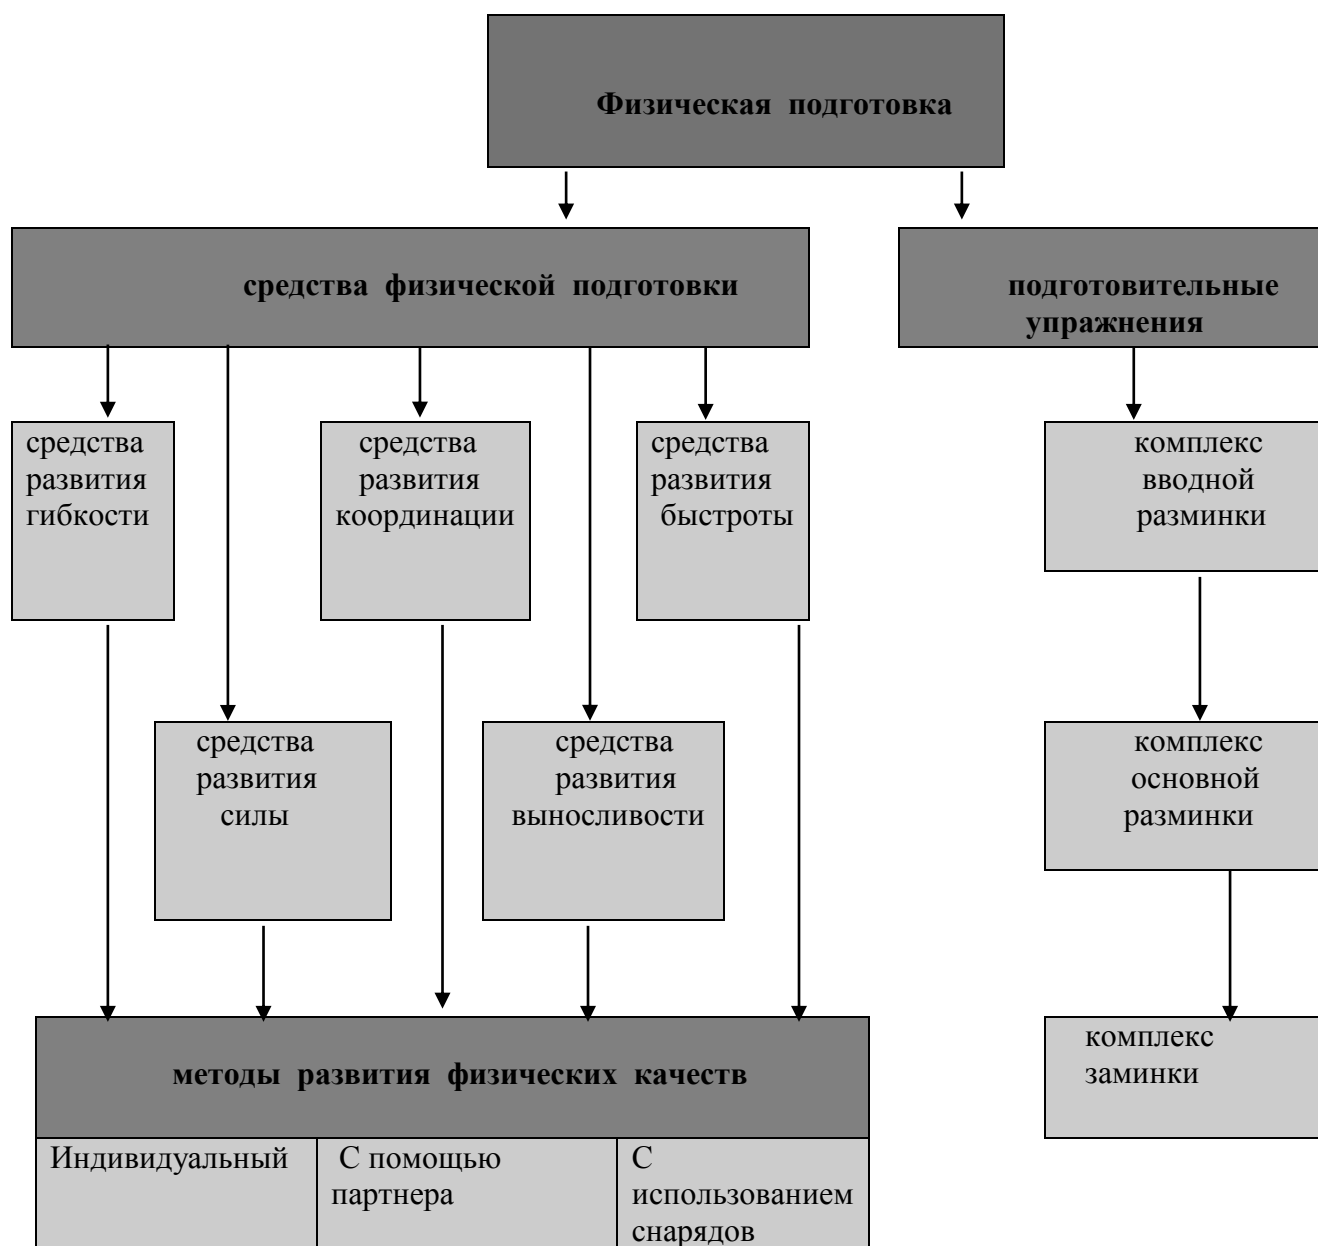 Физическая подготовка
средства физической подготовки
подготовительные
упражнения
средства
развития
гибкости
средства
развития
координации
средства
развития
быстроты
комплекс
вводной
разминки
средства
развития
силы
средства
развития
выносливости
комплекс
основной
разминки
методы развития физических качеств
Индивидуальный
С помощью
партнера
С
использованием
снарядов
комплекс
заминки